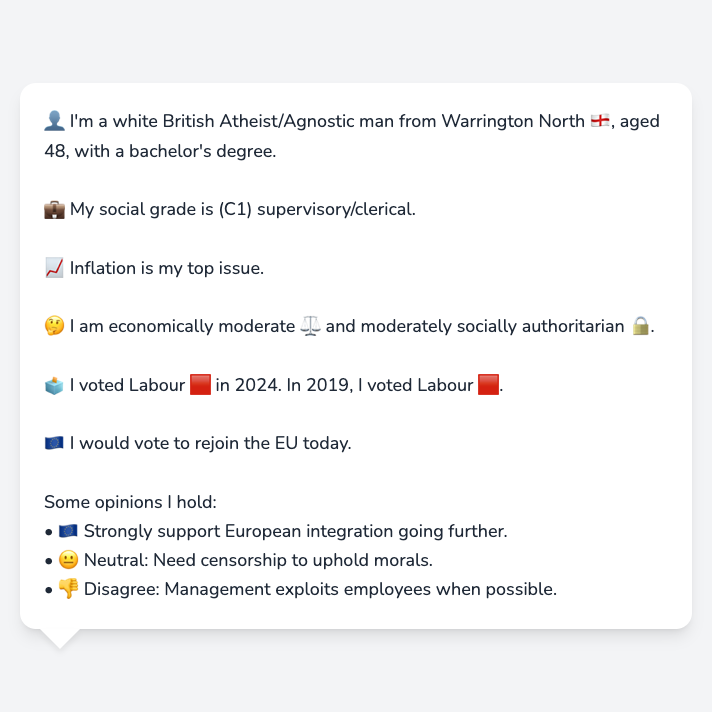 👤 I'm a white British Atheist/Agnostic man from Warrington North 🏴󠁧󠁢󠁥󠁮󠁧󠁿, aged
48, with a bachelor's degree.
💼 My social grade is (C1) supervisory/clerical.
📈 Inflation is my top issue.
🤔 I am economically moderate ⚖️ and moderately socially authoritarian 🔒.
🗳️ I voted Labour 🟥 in 2024. In 2019, I voted Labour 🟥.
🇪🇺 I would vote to rejoin the EU today.
Some opinions I hold:
• 🇪🇺 Strongly support European integration going further.
• 😐 Neutral: Need censorship to uphold morals.
• 👎 Disagree: Management exploits employees when possible.